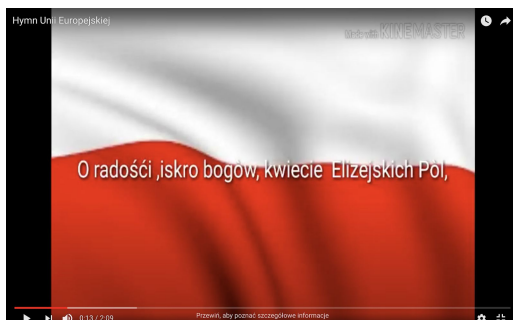 Hymn Unii Europejskiej
Made with KINEMASTER
O radośći ,iskro bogów, kwiecie Elizejskich Pól,
0:13 / 2:09
Przewiń, aby poznać szczegółowe informacje